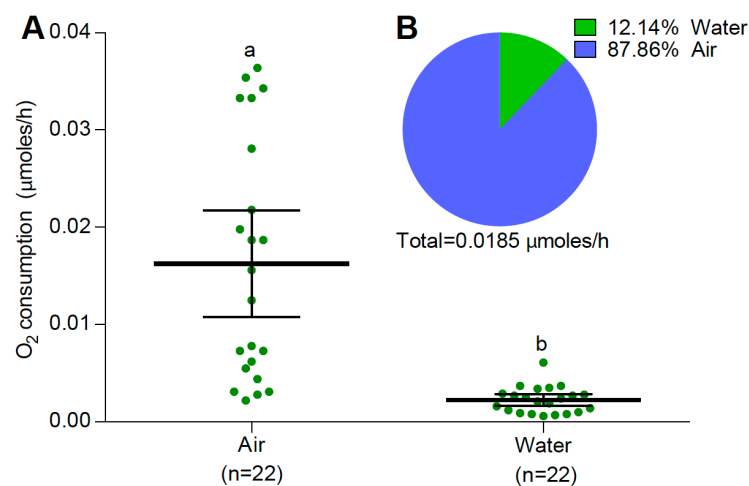 A
B
12.14% Water
87.86% Air
Total=0.0185 µmoles/h
O2 consumption (µmoles/h)
0.04
0.03
0.02
0.01
0.00
a
b
Air
(n=22)
Water
(n=22)